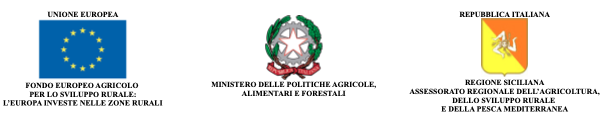 UNIONE EUROPEA
FONDO EUROPEO AGRICOLO
PER LO SVILUPPO RURALE:
L'EUROPA INVESTE NELLE ZONE RURALI
MINISTERO DELLE POLITICHE AGRICOLE,
ALIMENTARI E FORESTALI
REPUBBLICA ITALIANA
REGIONE SICILIANA
ASSESSORATO REGIONALE DELL'AGRICOLTURA,
DELLO SVILUPPO RURALE
E DELLA PESCA MEDITERRANEA